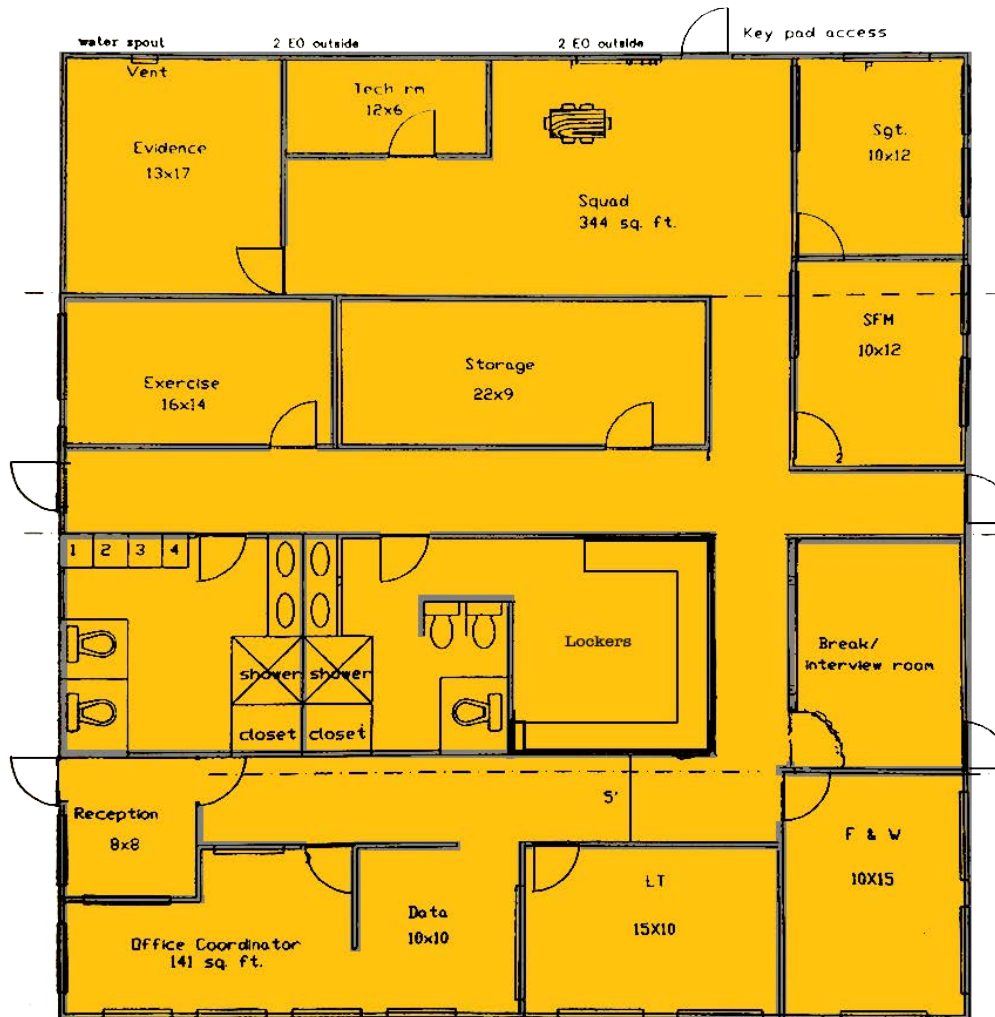 water spout
2 EO outside
2 EO outside
Key pad access
Vent
Tech rm
12x6
Evidence
13x17
Squad
344 sq. ft.
Sgt.
10x12
SFM
10x12
Exercise
16x14
Storage
22x9
2
1 2 3 4
Lockers
Break/
interview room
shower shower
closet closet
5'
Reception
8x8
F & W
10X15
LT
15X10
Data
10x10
Office Coordinator
141 sq. ft.